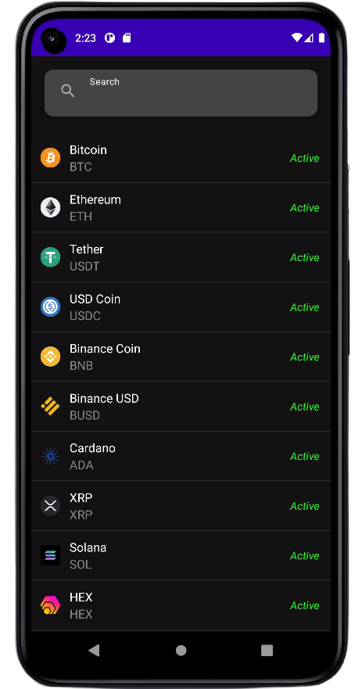 2:23
Search
Bitcoin
BTC
Active
Ethereum
ETH
Active
Tether
USDT
Active
USD Coin
USDC
Active
Binance Coin
BNB
Active
Binance USD
BUSD
Active
Cardano
ADA
Active
XRP
XRP
Active
Solana
SOL
Active
HEX
HEX
Active